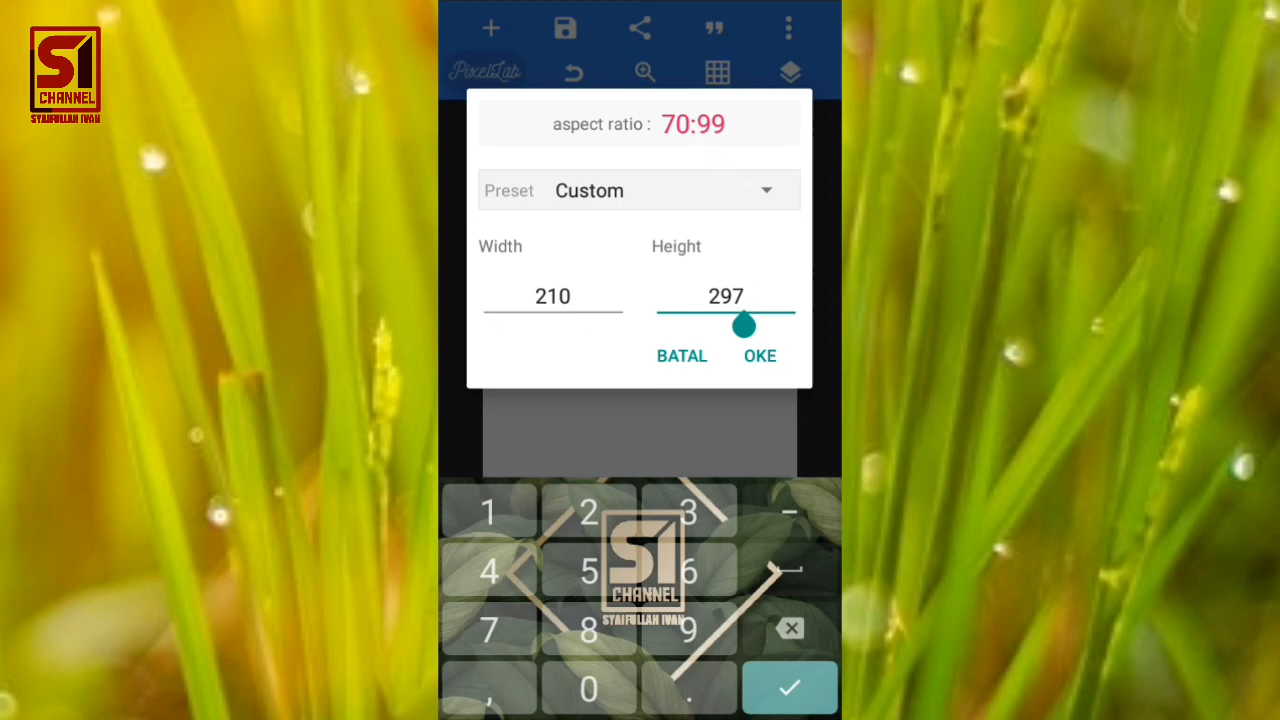 S1
CHANNEL
SYAIFULLAH IVAN
PixelLab
aspect ratio : 70:99
Preset Custom
Width Height
210 297
BATAL OKE
1 2 3 –
4 5 6
7 8 9
, 0 .
S1
CHANNEL
SYAIFULLAH IVAN